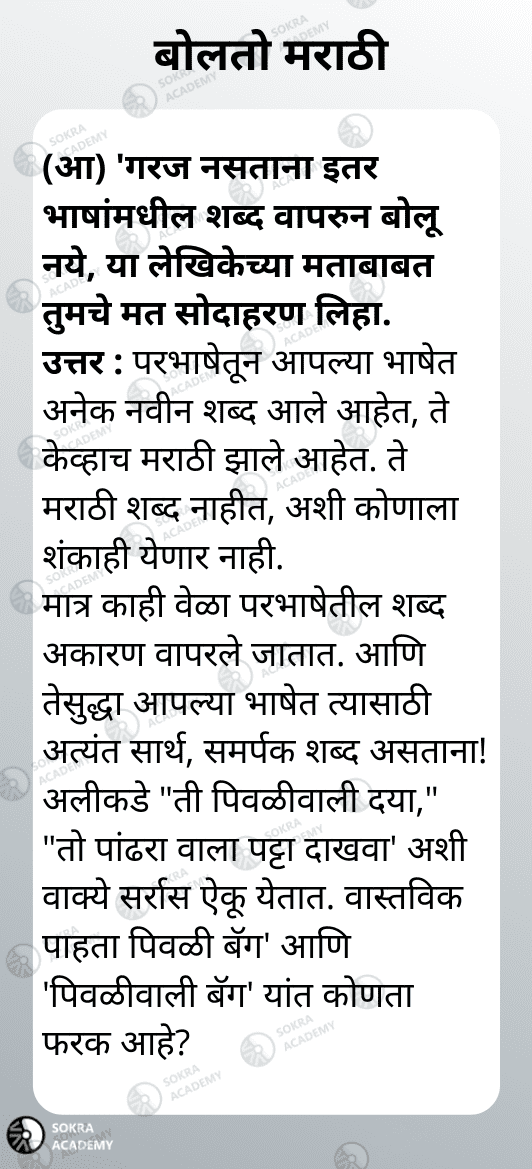 बोलतो मराठी
(आ) 'गरज नसताना इतर
भाषांमधील शब्द वापरुन बोलू
नये, या लेखिकेच्या मताबाबत
तुमचे मत सोदाहरण लिहा.
उत्तर : परभाषेतून आपल्या भाषेत
अनेक नवीन शब्द आले आहेत, ते
केव्हाच मराठी झाले आहेत. ते
मराठी शब्द नाहीत, अशी कोणाला
शंकाही येणार नाही.
मात्र काही वेळा परभाषेतील शब्द
अकारण वापरले जातात. आणि
तेसुद्धा आपल्या भाषेत त्यासाठी
अत्यंत सार्थ, समर्पक शब्द असताना!
अलीकडे "ती पिवळीवाली दया,"
"तो पांढरा वाला पट्टा दाखवा' अशी
वाक्ये सर्रास ऐकू येतात. वास्तविक
पाहता पिवळी बॅग' आणि
'पिवळीवाली बॅग' यांत कोणता
फरक आहे?
SOKRA
ACADEMY